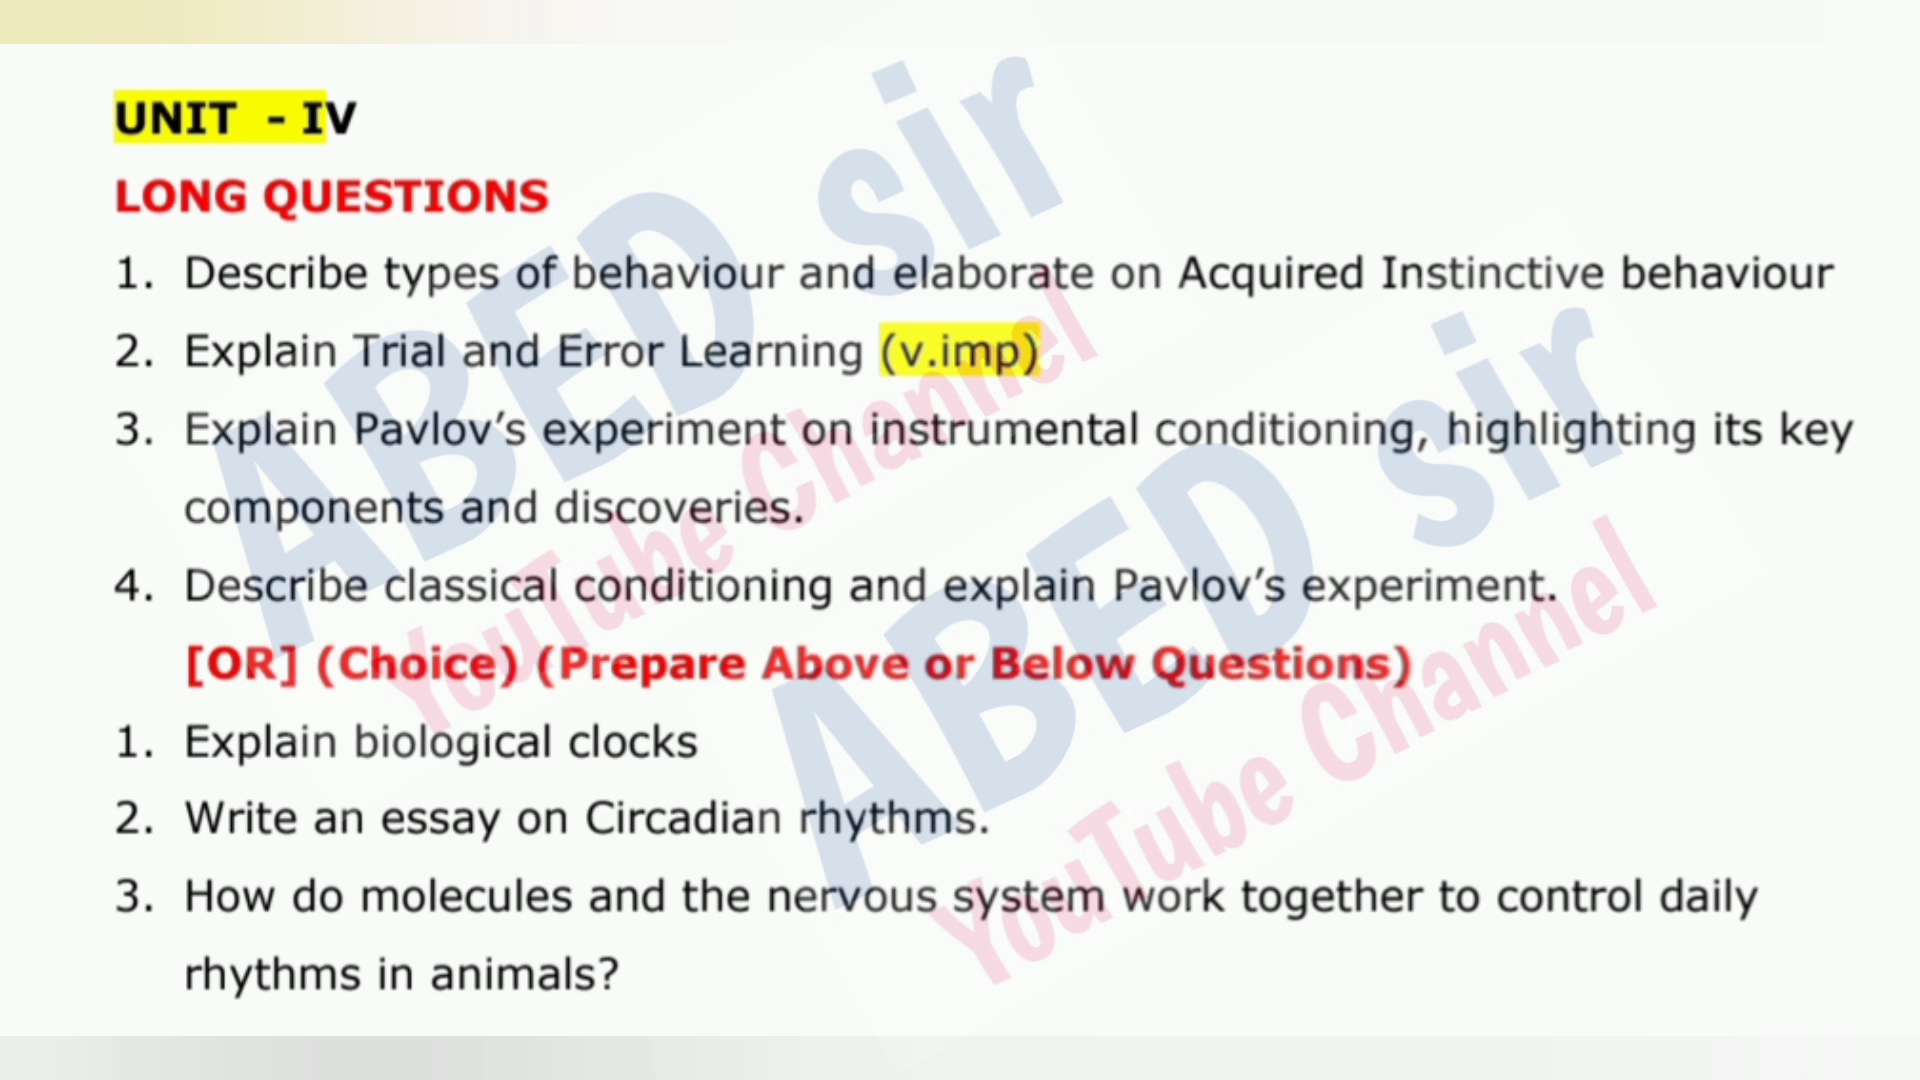 UNIT - IV
LONG QUESTIONS
1. Describe types of behaviour and elaborate on Acquired Instinctive behaviour
2. Explain Trial and Error Learning (v.imp)
3. Explain Pavlov's experiment on instrumental conditioning, highlighting its key
components and discoveries.
4. Describe classical conditioning and explain Pavlov's experiment.
[OR] (Choice) (Prepare Above or Below Questions)
1. Explain biological clocks
2. Write an essay on Circadian rhythms.
3. How do molecules and the nervous system work together to control daily
rhythms in animals?
ABED sir
YouTube Channel
ABED sir
YouTube Channel